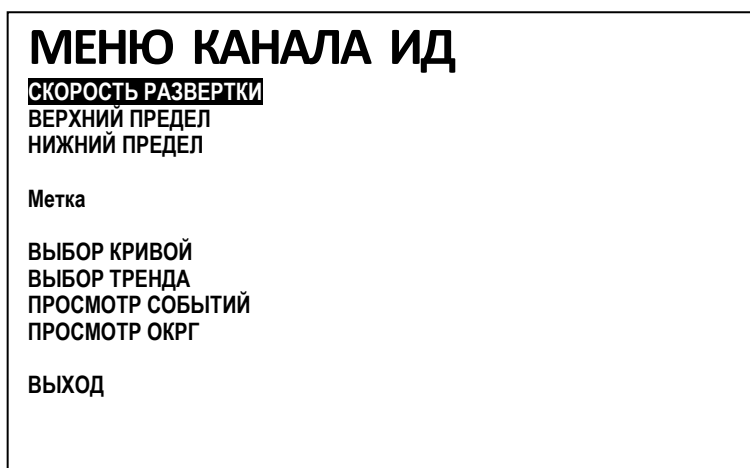 МЕНЮ КАНАЛА ИД
СКОРОСТЬ РАЗВЕРТКИ
ВЕРХНИЙ ПРЕДЕЛ
НИЖНИЙ ПРЕДЕЛ
Метка
ВЫБОР КРИВОЙ
ВЫБОР ТРЕНДА
ПРОСМОТР СОБЫТИЙ
ПРОСМОТР ОКРГ
ВЫХОД